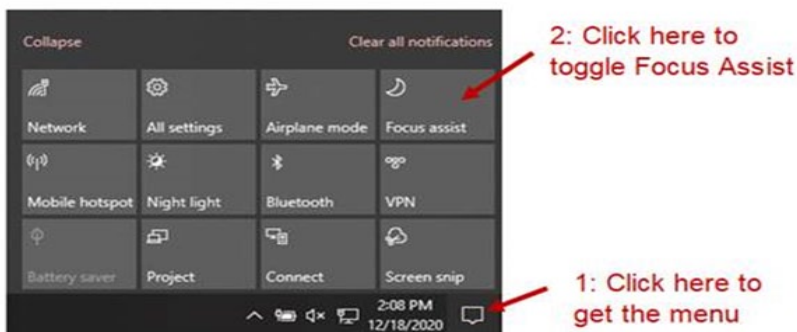 Collapse Clear all notifications
2: Click here to
toggle Focus Assist
Network All settings Airplane mode Focus assist
Mobile hotspot Night light Bluetooth VPN
Battery saver Project Connect Screen snip
1: Click here to
get the menu
2:08 PM
12/18/2020